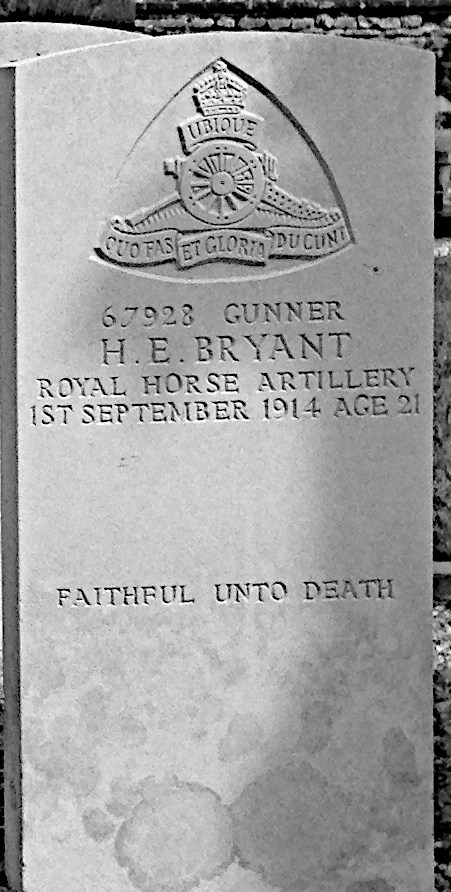 UBIQUE
QUO FAS ET GLORIA DUCUNT
67928 GUNNER
H.E. BRYANT
ROYAL HORSE ARTILLERY
1ST SEPTEMBER 1914 AGE 21
FAITHFUL UNTO DEATH